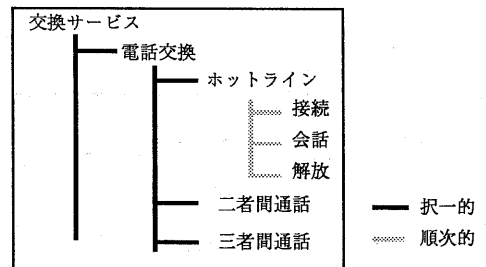 交換サービス
電話交換
ホットライン
接続
会話
解放
二者間通話
三者間通話
択一的
順次的